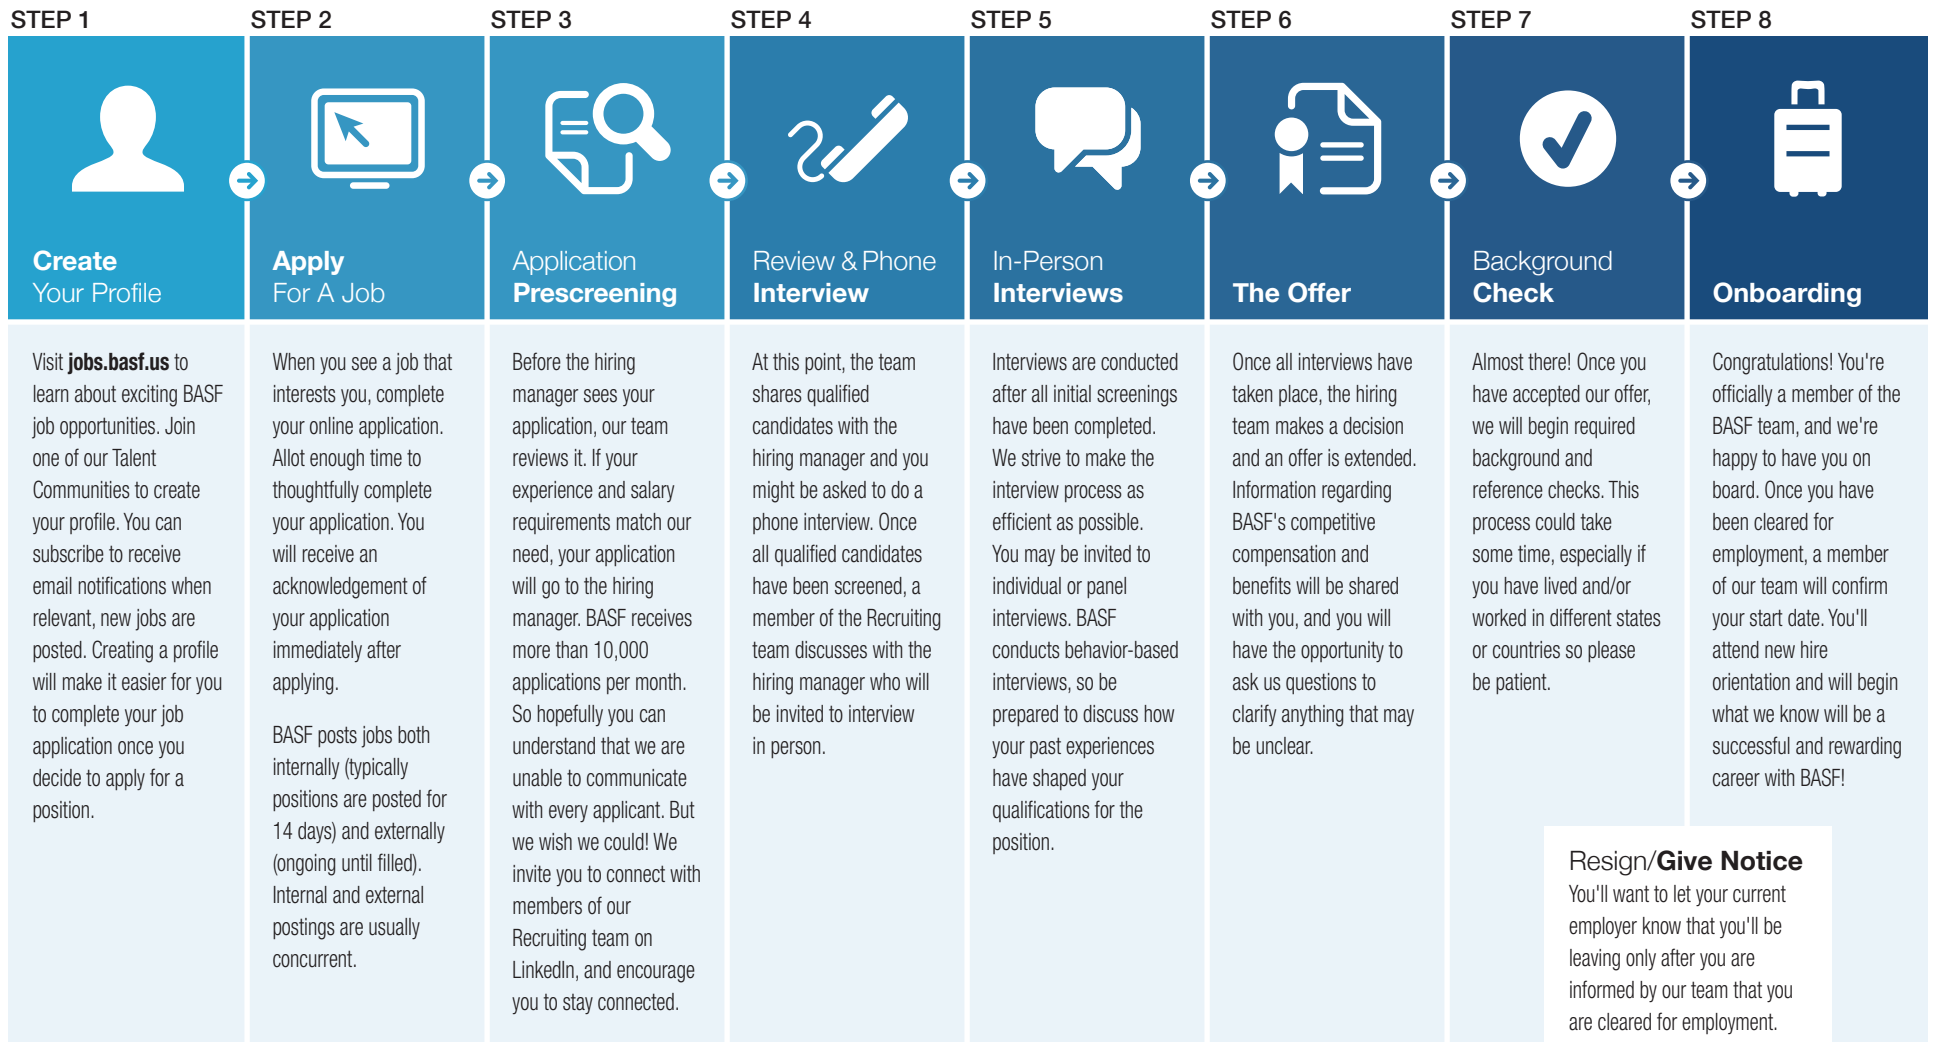 STEP 1
Create
Your Profile
Visit jobs.basf.us to
learn about exciting BASF
job opportunities. Join
one of our Talent
Communities to create
your profile. You can
subscribe to receive
email notifications when
relevant, new jobs are
posted. Creating a profile
will make it easier for you
to complete your job
application once you
decide to apply for a
position.
STEP 2
Apply
For A Job
When you see a job that
interests you, complete
your online application.
Allot enough time to
thoughtfully complete
your application. You
will receive an
acknowledgement of
your application
immediately after
applying.
BASF posts jobs both
internally (typically
positions are posted for
14 days) and externally
(ongoing until filled).
Internal and external
postings are usually
concurrent.
STEP 3
Application
Prescreening
Before the hiring
manager sees your
application, our team
reviews it. If your
experience and salary
requirements match our
need, your application
will go to the hiring
manager. BASF receives
more than 10,000
applications per month.
So hopefully you can
understand that we are
unable to communicate
with every applicant. But
we wish we could! We
invite you to connect with
members of our
Recruiting team on
LinkedIn, and encourage
you to stay connected.
STEP 4
Review & Phone
Interview
At this point, the team
shares qualified
candidates with the
hiring manager and you
might be asked to do a
phone interview. Once
all qualified candidates
have been screened, a
member of the Recruiting
team discusses with the
hiring manager who will
be invited to interview
in person.
STEP 5
In-Person
Interviews
Interviews are conducted
after all initial screenings
have been completed.
We strive to make the
interview process as
efficient as possible.
You may be invited to
individual or panel
interviews. BASF
conducts behavior-based
interviews, so be
prepared to discuss how
your past experiences
have shaped your
qualifications for the
position.
STEP 6
The Offer
Once all interviews have
taken place, the hiring
team makes a decision
and an offer is extended.
Information regarding
BASF's competitive
compensation and
benefits will be shared
with you, and you will
have the opportunity to
ask us questions to
clarify anything that may
be unclear.
STEP 7
Background
Check
Almost there! Once you
have accepted our offer,
we will begin required
background and
reference checks. This
process could take
some time, especially if
you have lived and/or
worked in different states
or countries so please
be patient.
STEP 8
Onboarding
Congratulations! You're
officially a member of the
BASF team, and we're
happy to have you on
board. Once you have
been cleared for
employment, a member
of our team will confirm
your start date. You'll
attend new hire
orientation and will begin
what we know will be a
successful and rewarding
career with BASF!
Resign/Give Notice
You'll want to let your current
employer know that you'll be
leaving only after you are
informed by our team that you
are cleared for employment.